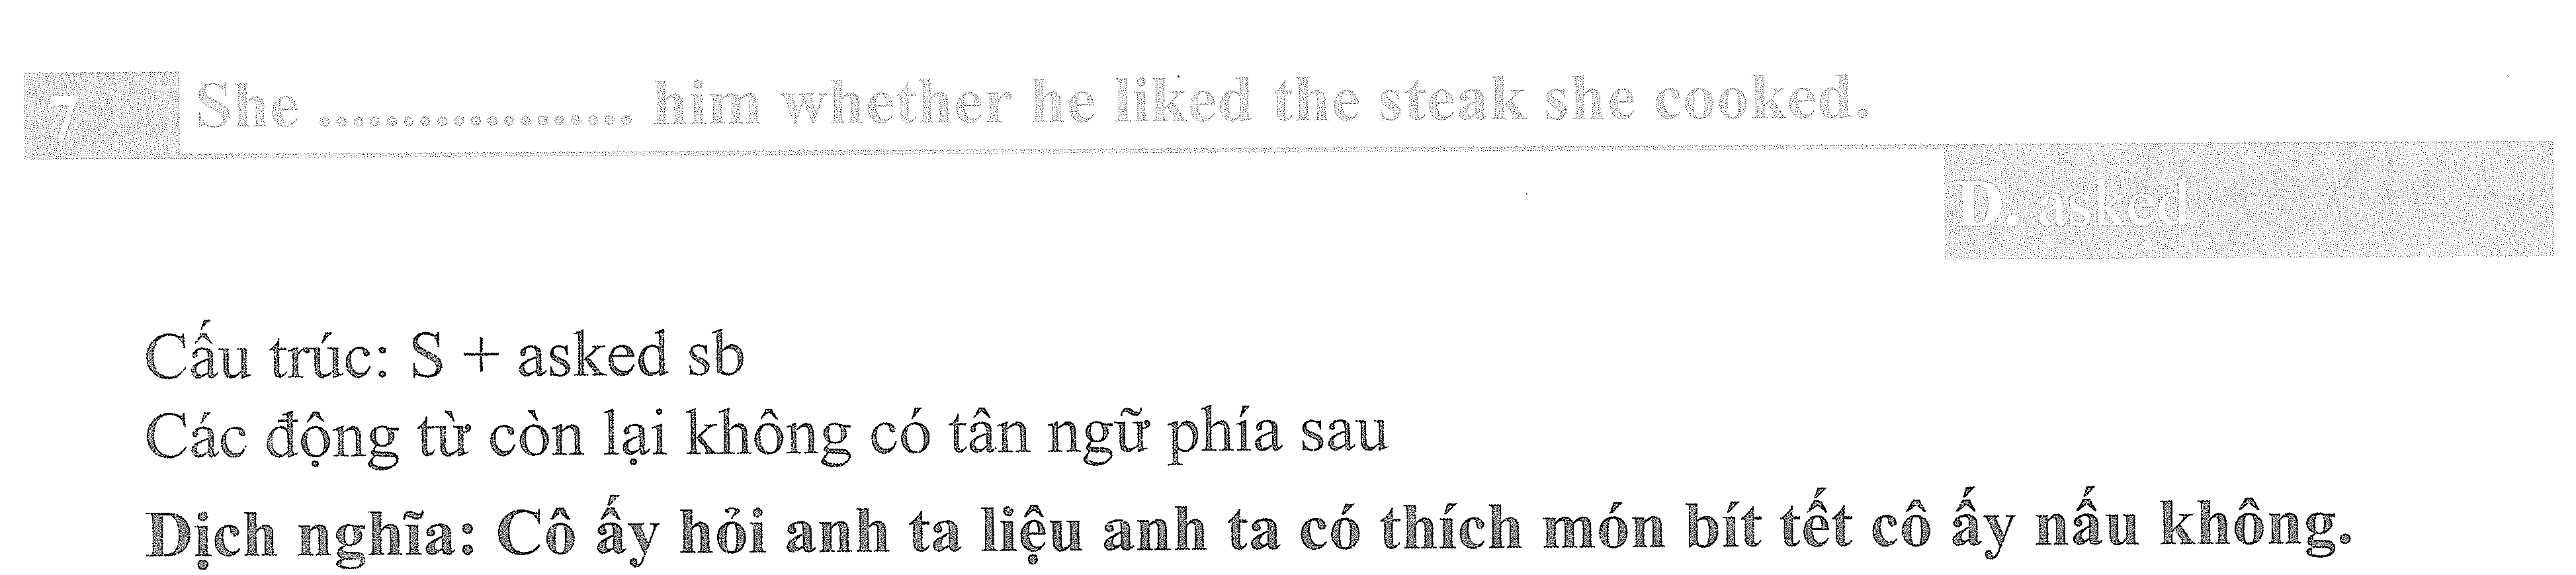 7 She ................... him whether he liked the steak she cooked.
D. asked
Cấu trúc: S + asked sb
Các động từ còn lại không có tân ngữ phía sau
Dịch nghĩa: Cô ấy hỏi anh ta liệu anh ta có thích món bít tết cô ấy nấu không.